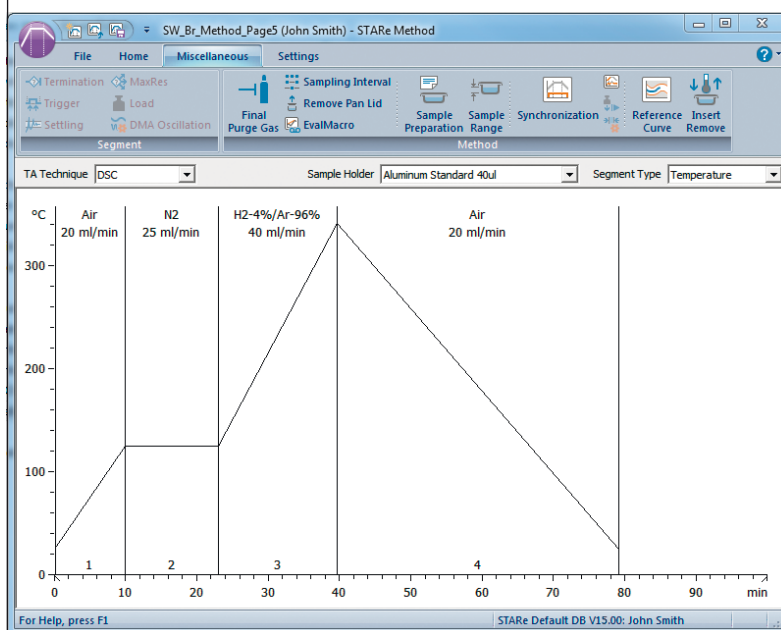 SW_Br_Method_Page5 (John Smith) - STARe Method
File Home Miscellaneous Settings
Termination MaxRes
Trigger Load
Settling DMA Oscillation
Segment
Final Purge Gas
Sampling Interval
Remove Pan Lid
EvalMacro
Sample Preparation
Sample Range
Synchronization
Reference Curve
Insert Remove
Method
TA Technique DSC Sample Holder Aluminum Standard 40ul Segment Type Temperature
°C Air N2 H2-4%/Ar-96% Air
20 ml/min 25 ml/min 40 ml/min 20 ml/min
300
200
100
1 2 3 4
0
0 10 20 30 40 50 60 70 80 90 min
For Help, press F1 STARe Default DB V15.00: John Smith